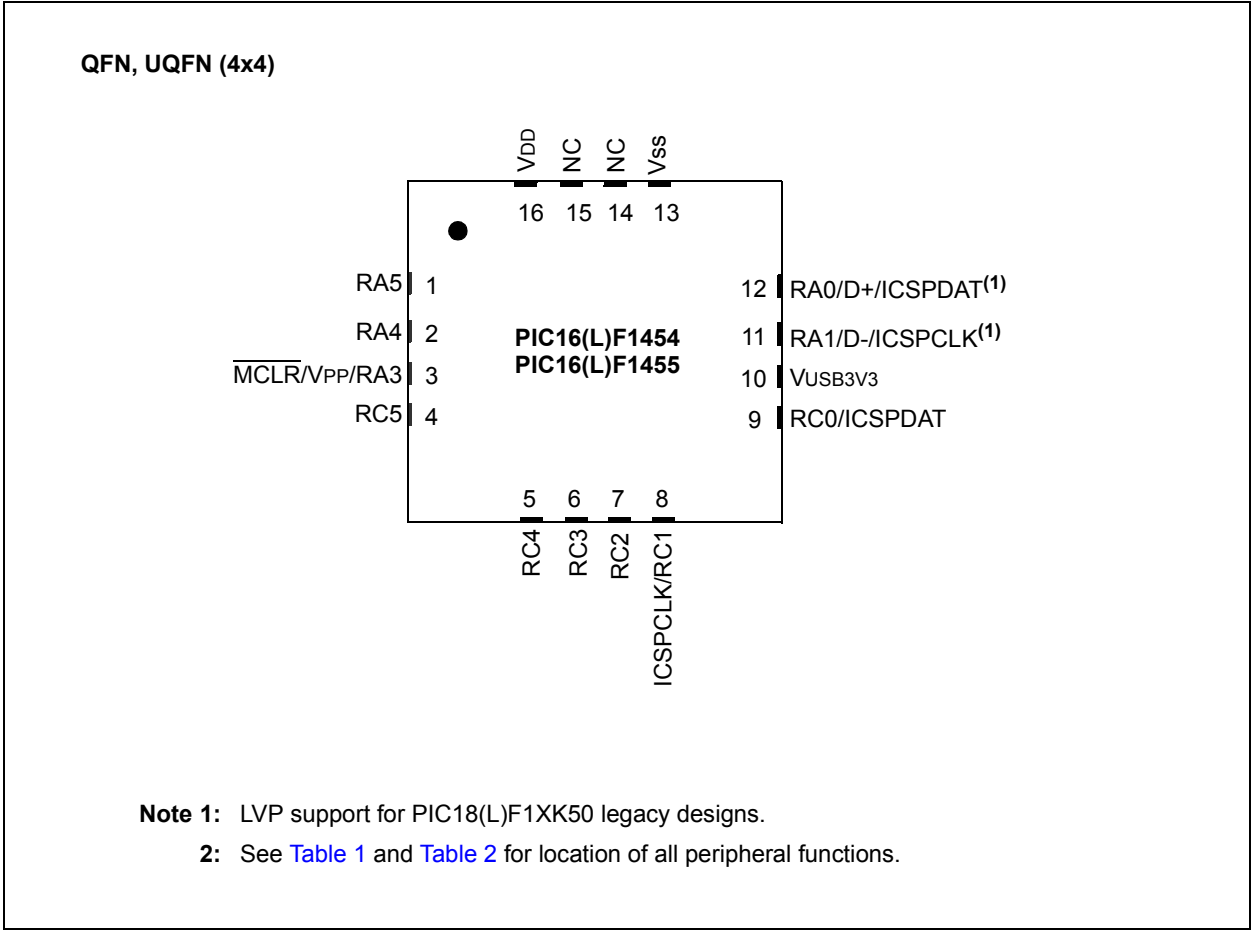 QFN, UQFN (4x4)
VDD
NC
NC
Vss
16 15 14 13
RA5 1
RA4 2
MCLR/VPP/RA3 3
RC5 4
PIC16(L)F1454
PIC16(L)F1455
12 RA0/D+/ICSPDAT(1)
11 RA1/D-/ICSPCLK(1)
10 VUSB3V3
9 RC0/ICSPDAT
5 6 7 8
RC4
RC3
RC2
ICSPCLK/RC1
Note 1: LVP support for PIC18(L)F1XK50 legacy designs.
2: See Table 1 and Table 2 for location of all peripheral functions.